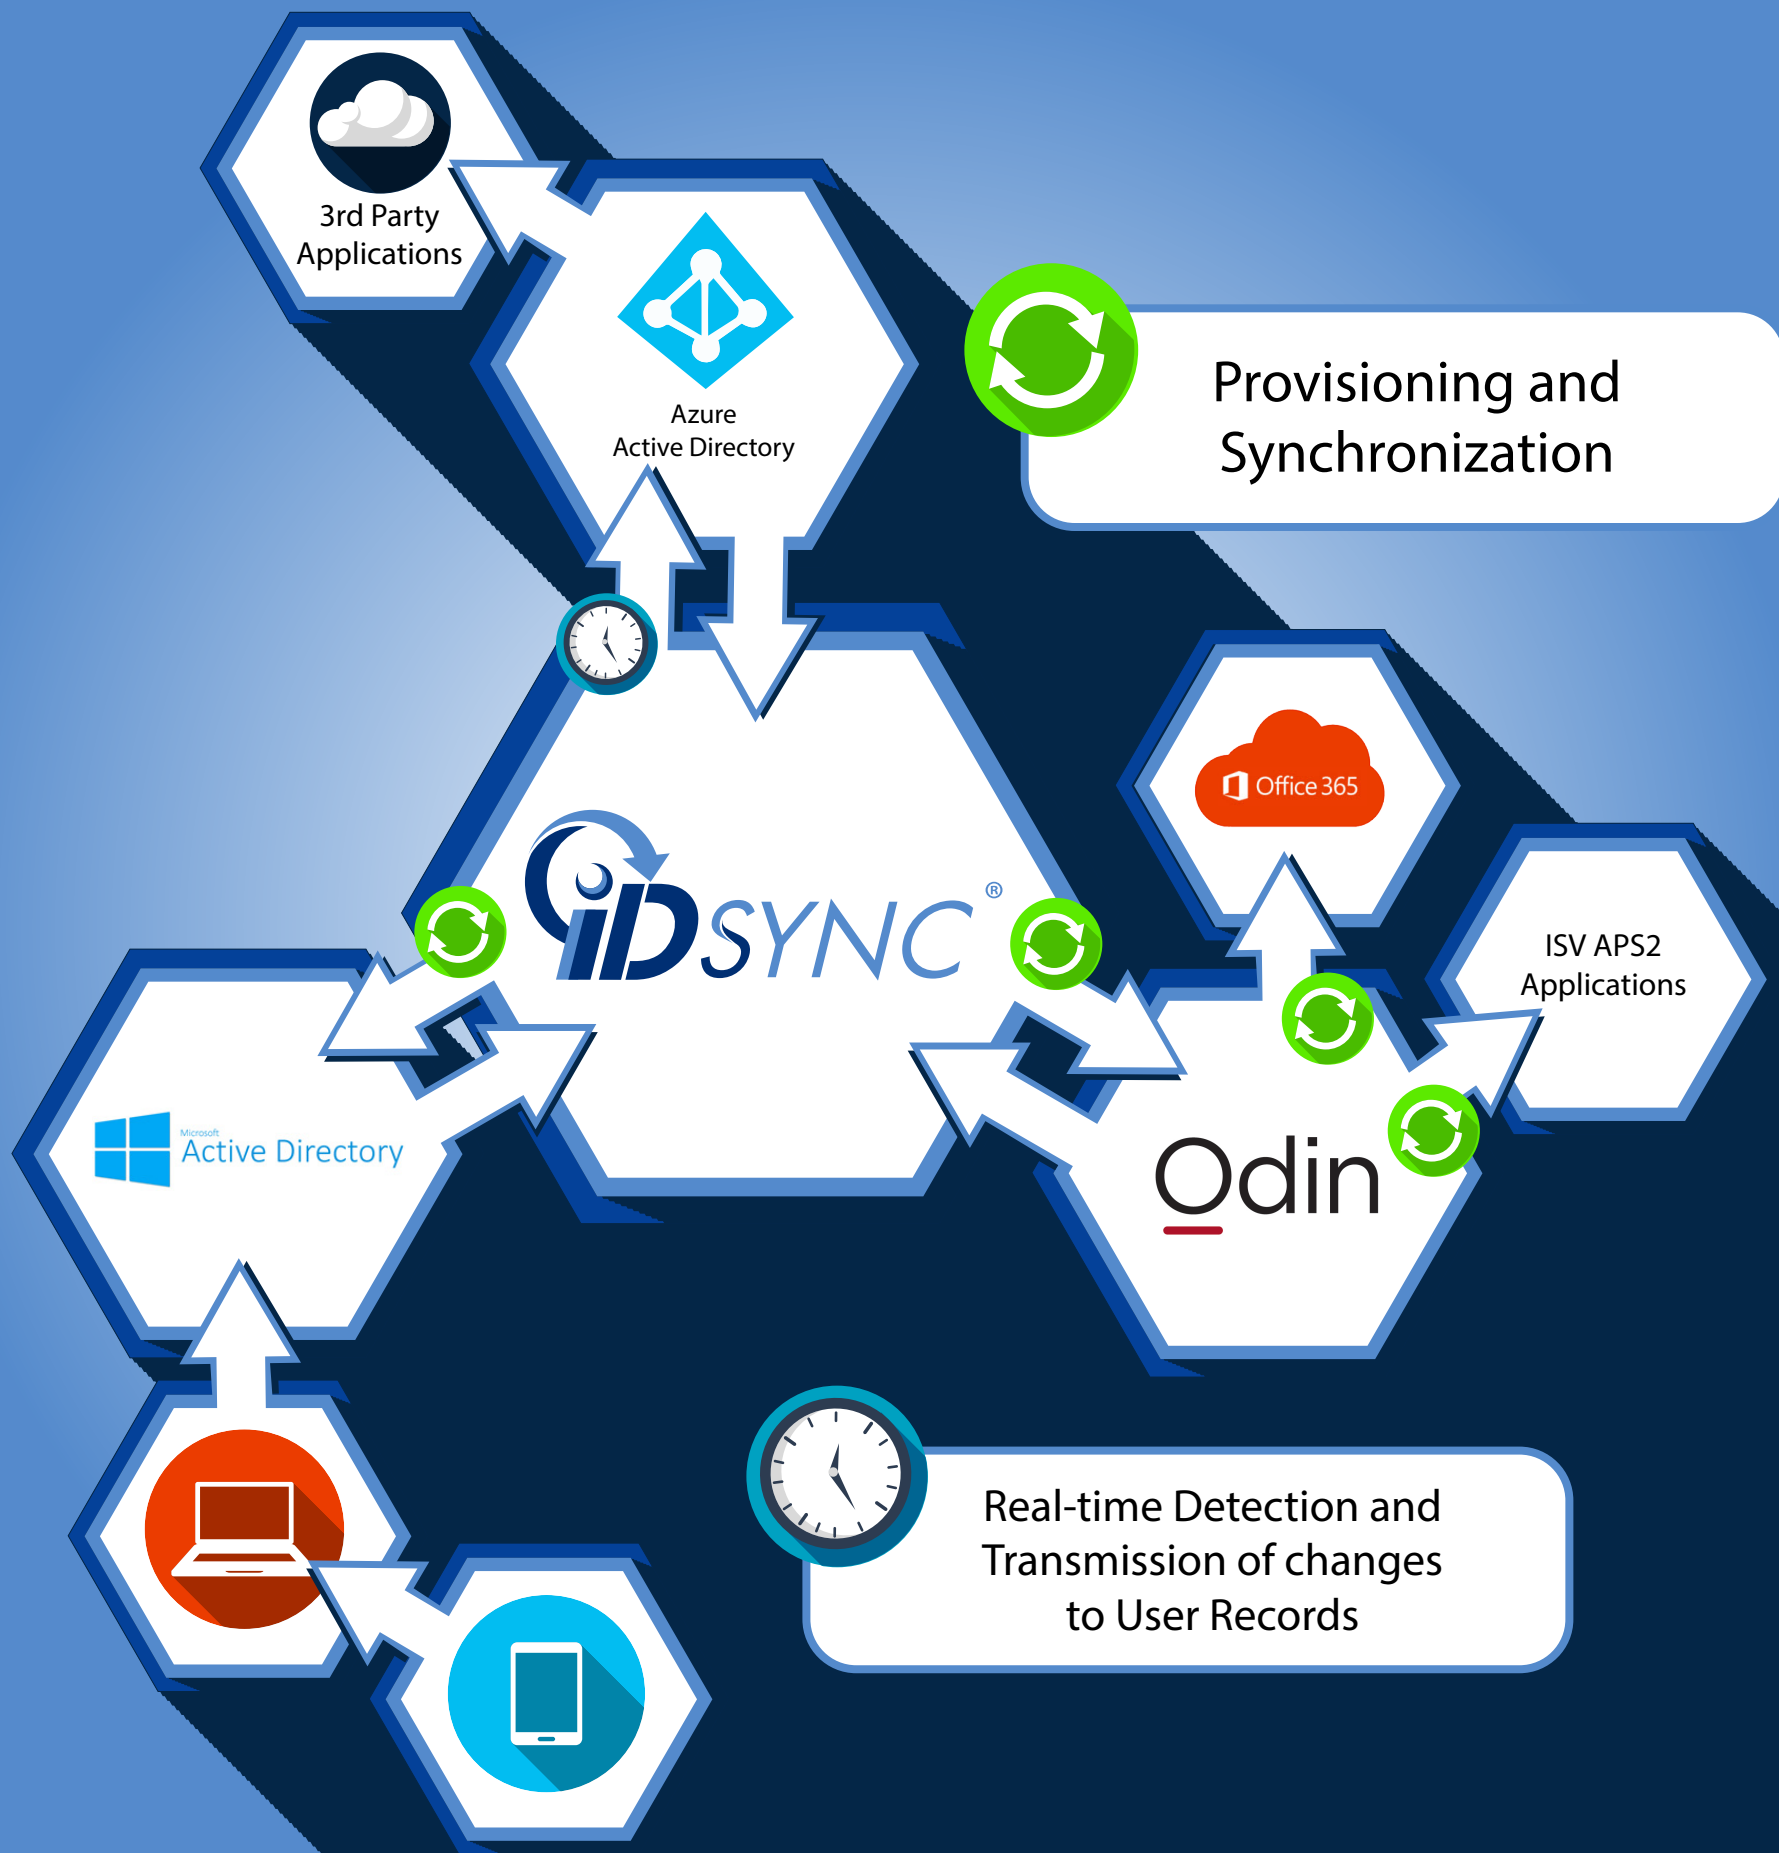 3rd Party
Applications
Azure
Active Directory
Provisioning and
Synchronization
Office 365
iDSYNC®
ISV APS2
Applications
Microsoft
Active Directory
Odin
Real-time Detection and
Transmission of changes
to User Records